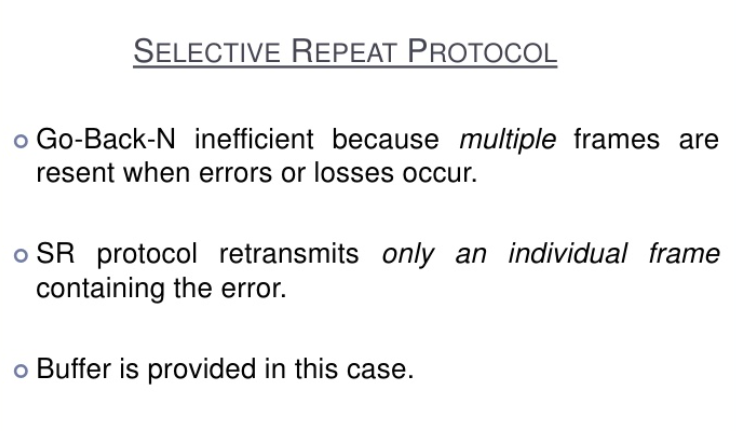 SELECTIVE REPEAT PROTOCOL
Go-Back-N inefficient because multiple frames are
resent when errors or losses occur.
SR protocol retransmits only an individual frame
containing the error.
Buffer is provided in this case.